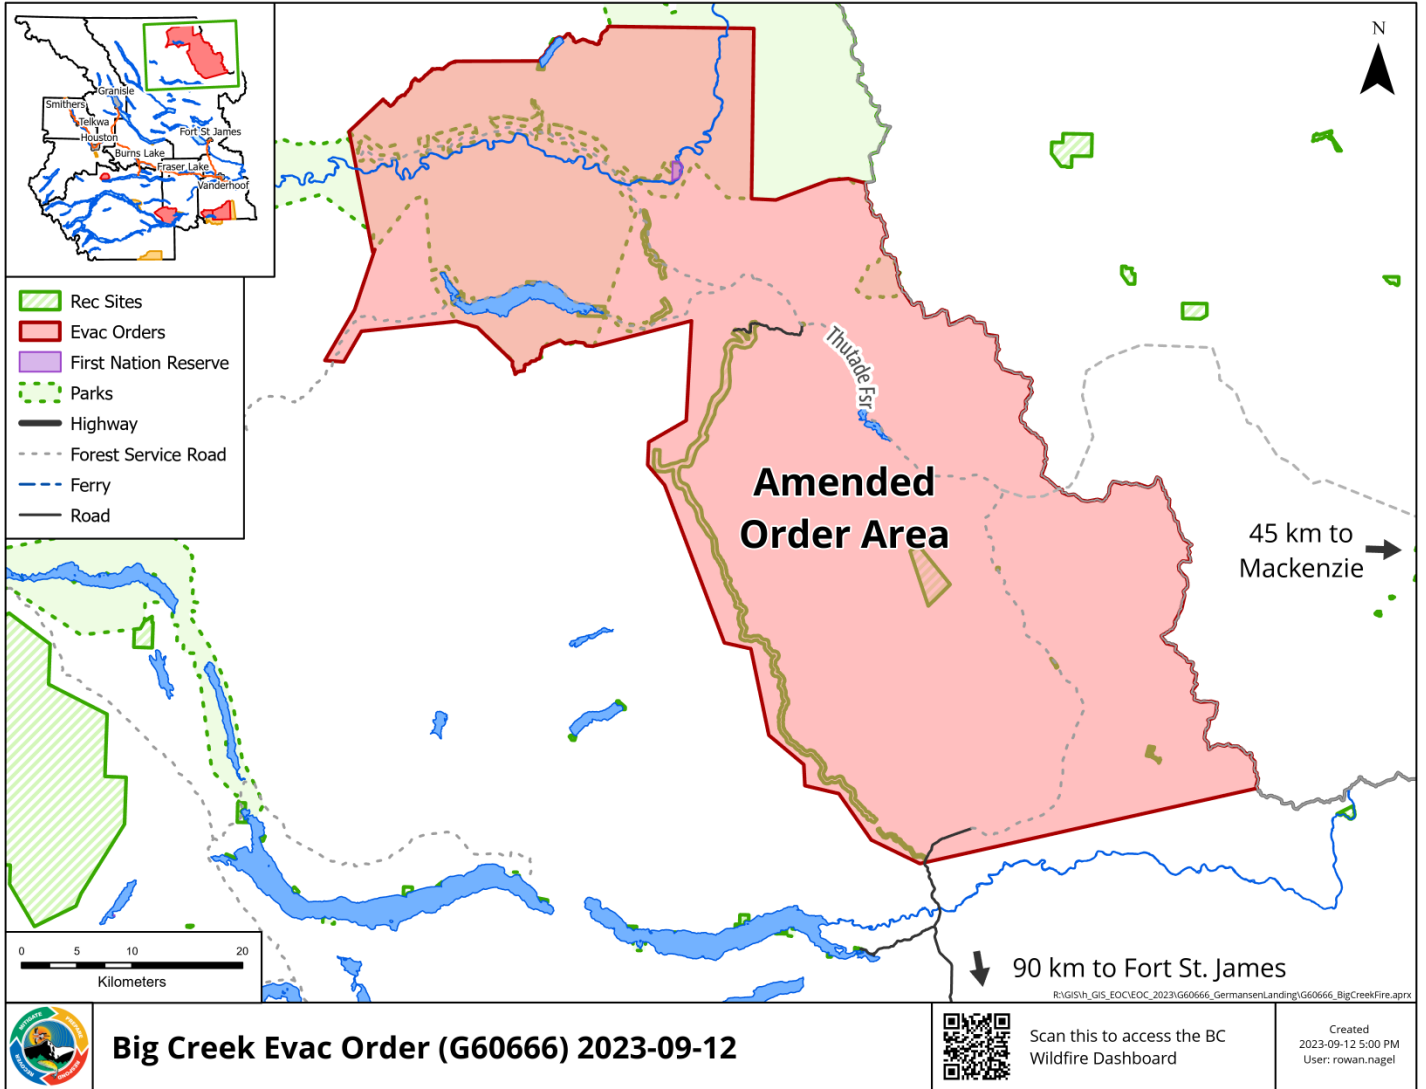 Granisle
Smithers
Telkwa
Houston
Fort St James
Burns Lake
Fraser Lake
Vanderhoof
N
Rec Sites
Evac Orders
First Nation Reserve
Parks
Highway
Forest Service Road
Ferry
Road
Thutade Fsr
Amended
Order Area
45 km to
Mackenzie
0 5 10 20
Kilometers
90 km to Fort St. James
R:\GIS\h_GIS_EOC\EOC_2023\G60666_GermansenLanding\G60666_BigCreekFire.aprx
MITIGATE
PREPARE
RESPOND
RECOVER
Big Creek Evac Order (G60666) 2023-09-12
Scan this to access the BC
Wildfire Dashboard
Created
2023-09-12 5:00 PM
User: rowan.nagel